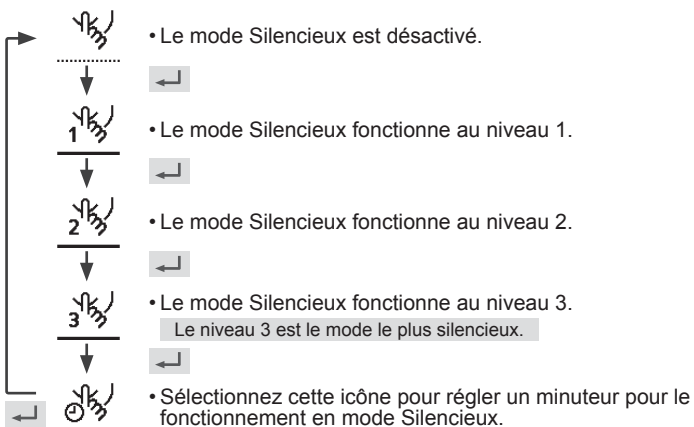 • Le mode Silencieux est désactivé.
1
• Le mode Silencieux fonctionne au niveau 1.
2
• Le mode Silencieux fonctionne au niveau 2.
3
• Le mode Silencieux fonctionne au niveau 3.
Le niveau 3 est le mode le plus silencieux.
• Sélectionnez cette icône pour régler un minuteur pour le
fonctionnement en mode Silencieux.